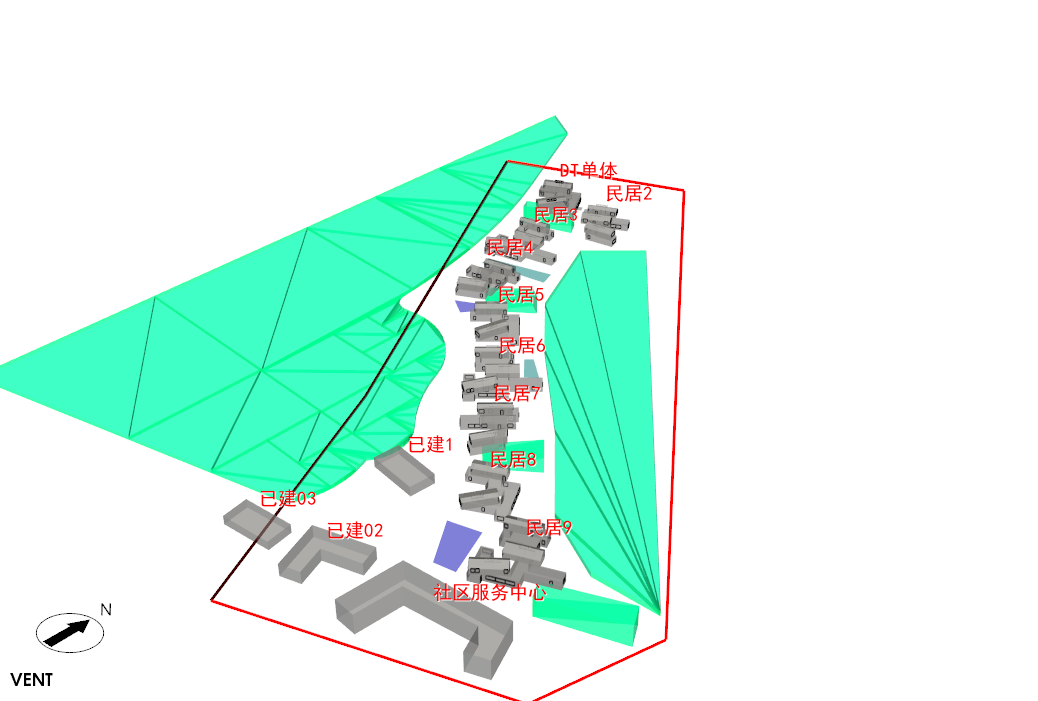 DT单体
民居2
民居3
民居4
民居5
民居6
民居7
已建1
民居8
已建03
民居9
已建02
社区服务中心
N
VENT